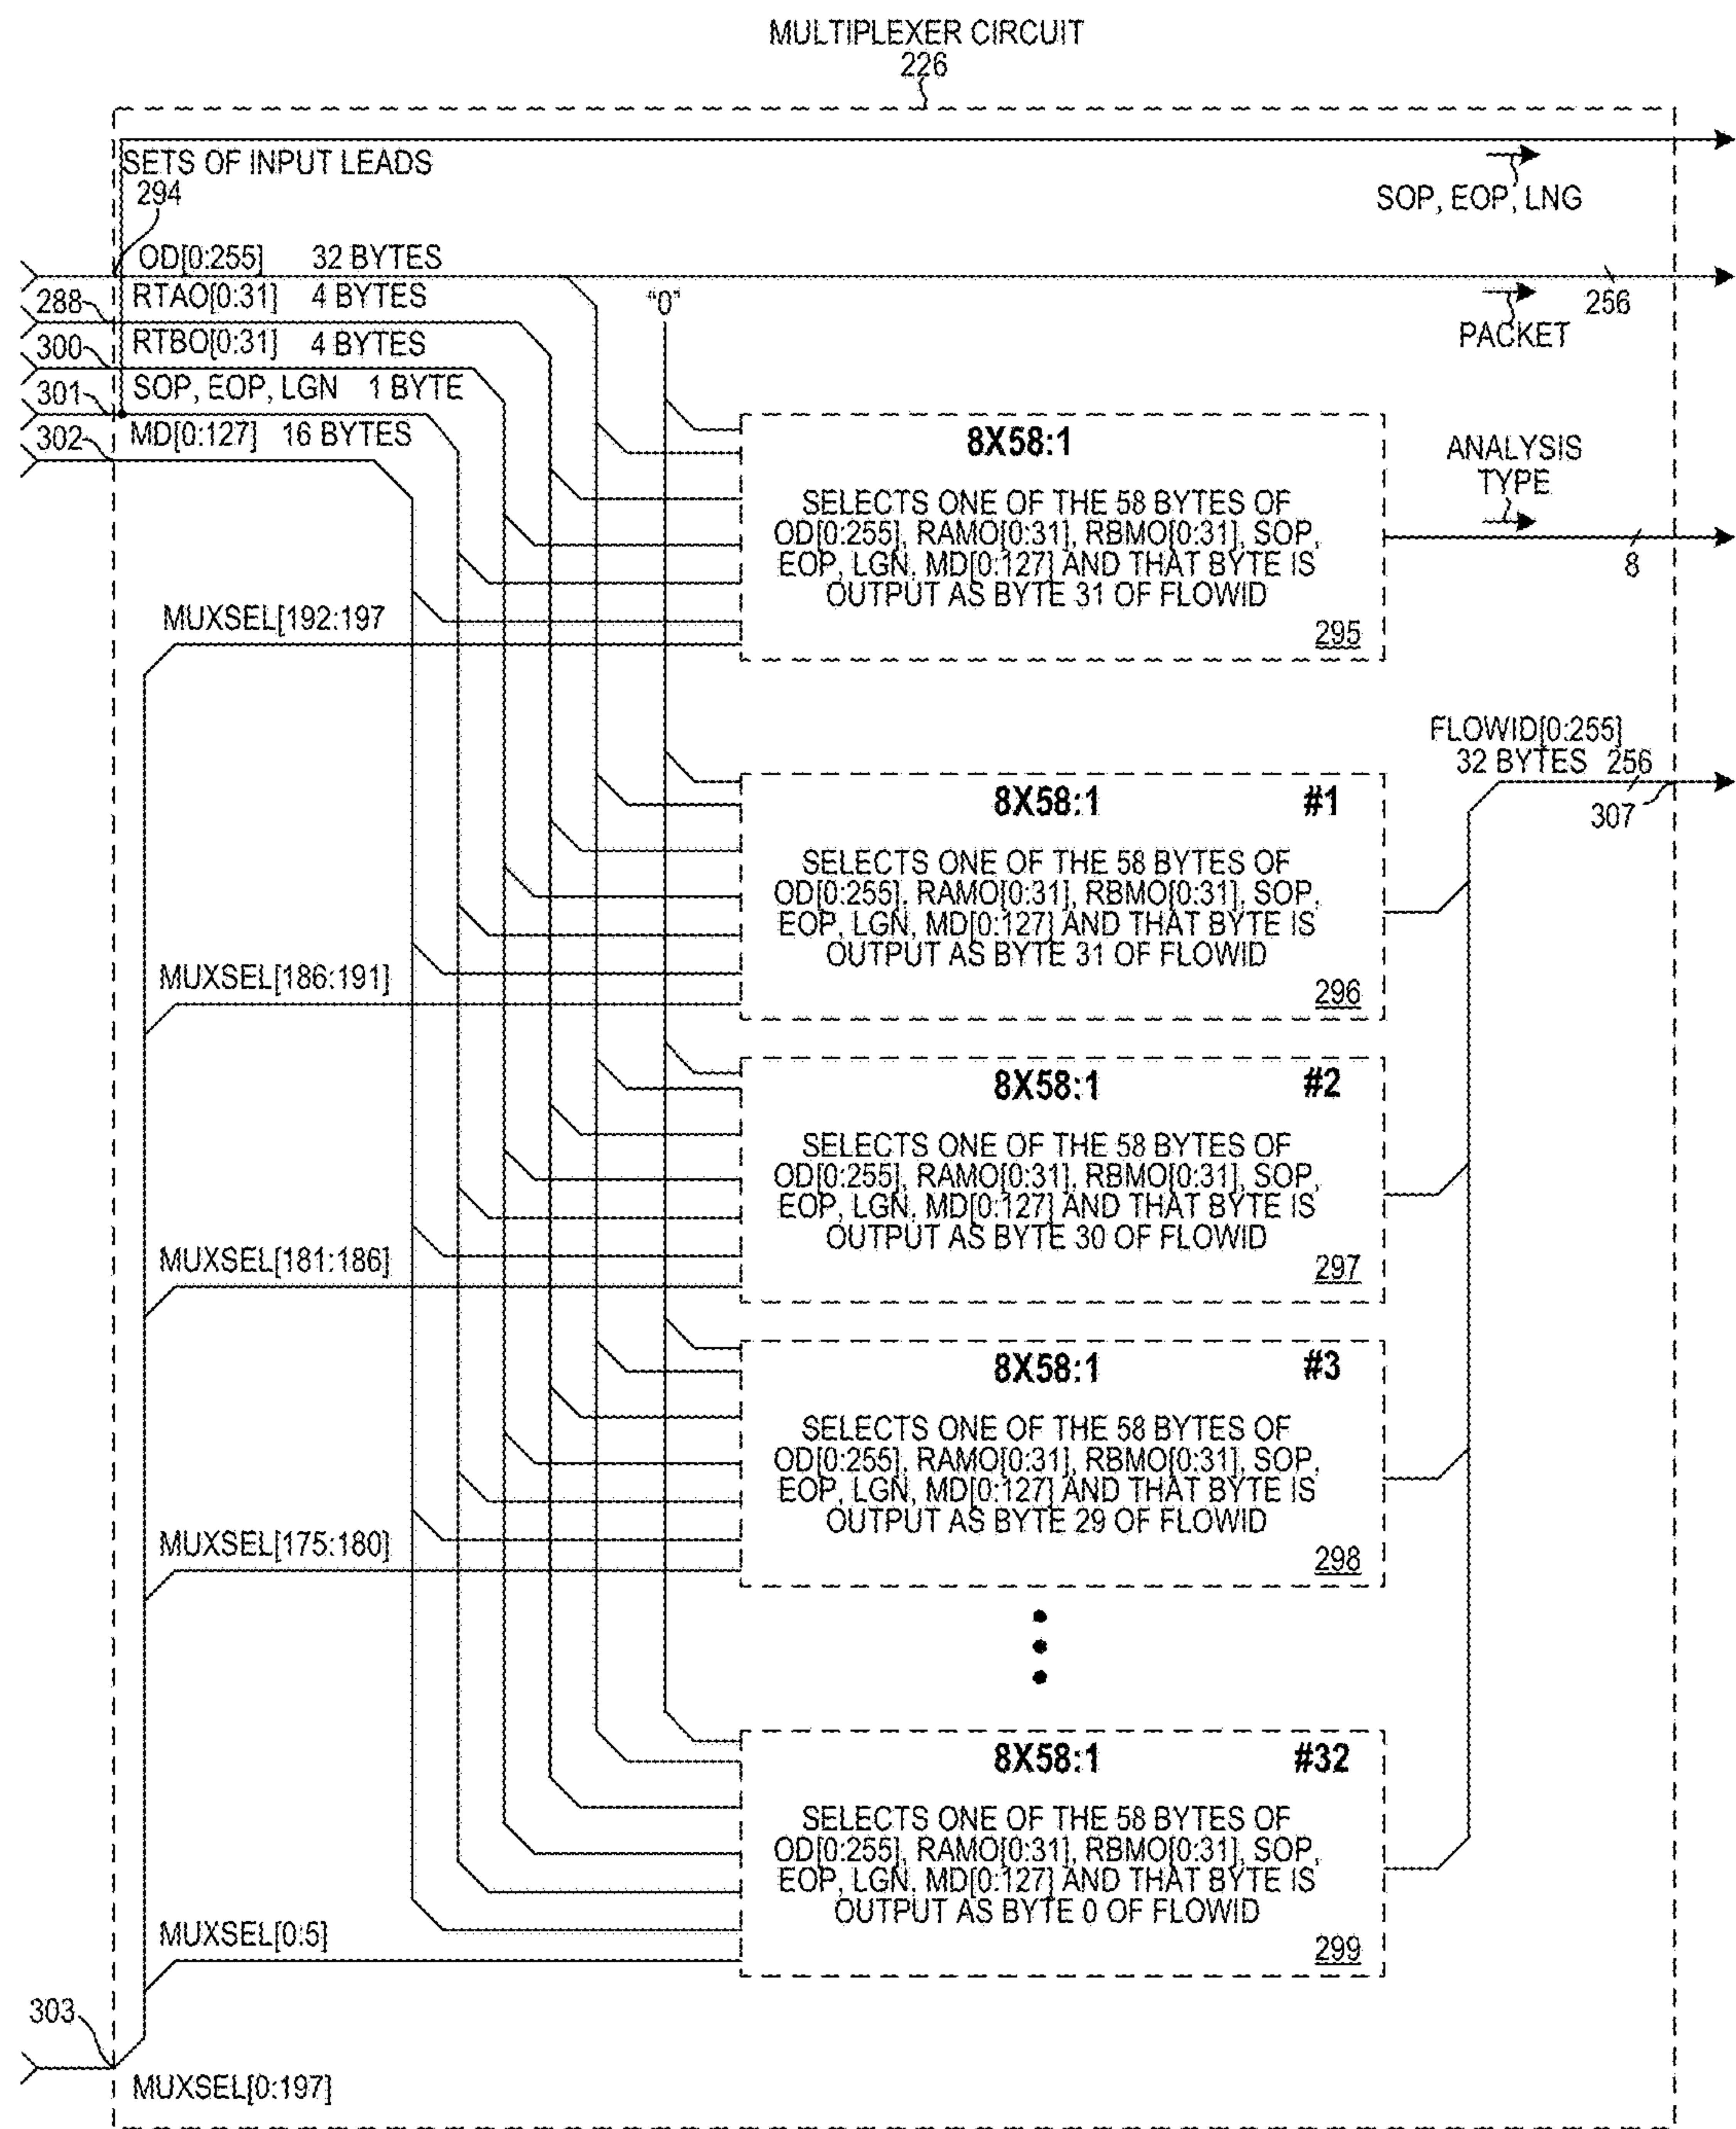 MULTIPLEXER CIRCUIT
226
SETS OF INPUT LEADS
294
SOP, EOP, LNG
OD[0:255] 32 BYTES
256
PACKET
288
RTAO[0:31] 4 BYTES
"0"
300
RTBO[0:31] 4 BYTES
301
SOP, EOP, LGN 1 BYTE
302
MD[0:127] 16 BYTES
8X58:1
SELECTS ONE OF THE 58 BYTES OF
OD[0:255], RAMO[0:31], RBMO[0:31], SOP,
EOP, LGN, MD[0:127] AND THAT BYTE IS
OUTPUT AS BYTE 31 OF FLOWID
295
ANALYSIS
TYPE
8
MUXSEL[192:197
FLOWID[0:255]
32 BYTES 256
307
8X58:1 #1
SELECTS ONE OF THE 58 BYTES OF
OD[0:255], RAMO[0:31], RBMO[0:31], SOP,
EOP, LGN, MD[0:127] AND THAT BYTE IS
OUTPUT AS BYTE 31 OF FLOWID
296
MUXSEL[186:191]
8X58:1 #2
SELECTS ONE OF THE 58 BYTES OF
OD[0:255], RAMO[0:31], RBMO[0:31], SOP,
EOP, LGN, MD[0:127] AND THAT BYTE IS
OUTPUT AS BYTE 30 OF FLOWID
297
MUXSEL[181:186]
8X58:1 #3
SELECTS ONE OF THE 58 BYTES OF
OD[0:255], RAMO[0:31], RBMO[0:31], SOP,
EOP, LGN, MD[0:127] AND THAT BYTE IS
OUTPUT AS BYTE 29 OF FLOWID
298
MUXSEL[175:180]
8X58:1 #32
SELECTS ONE OF THE 58 BYTES OF
OD[0:255], RAMO[0:31], RBMO[0:31], SOP,
EOP, LGN, MD[0:127] AND THAT BYTE IS
OUTPUT AS BYTE 0 OF FLOWID
299
MUXSEL[0:5]
303
MUXSEL[0:197]